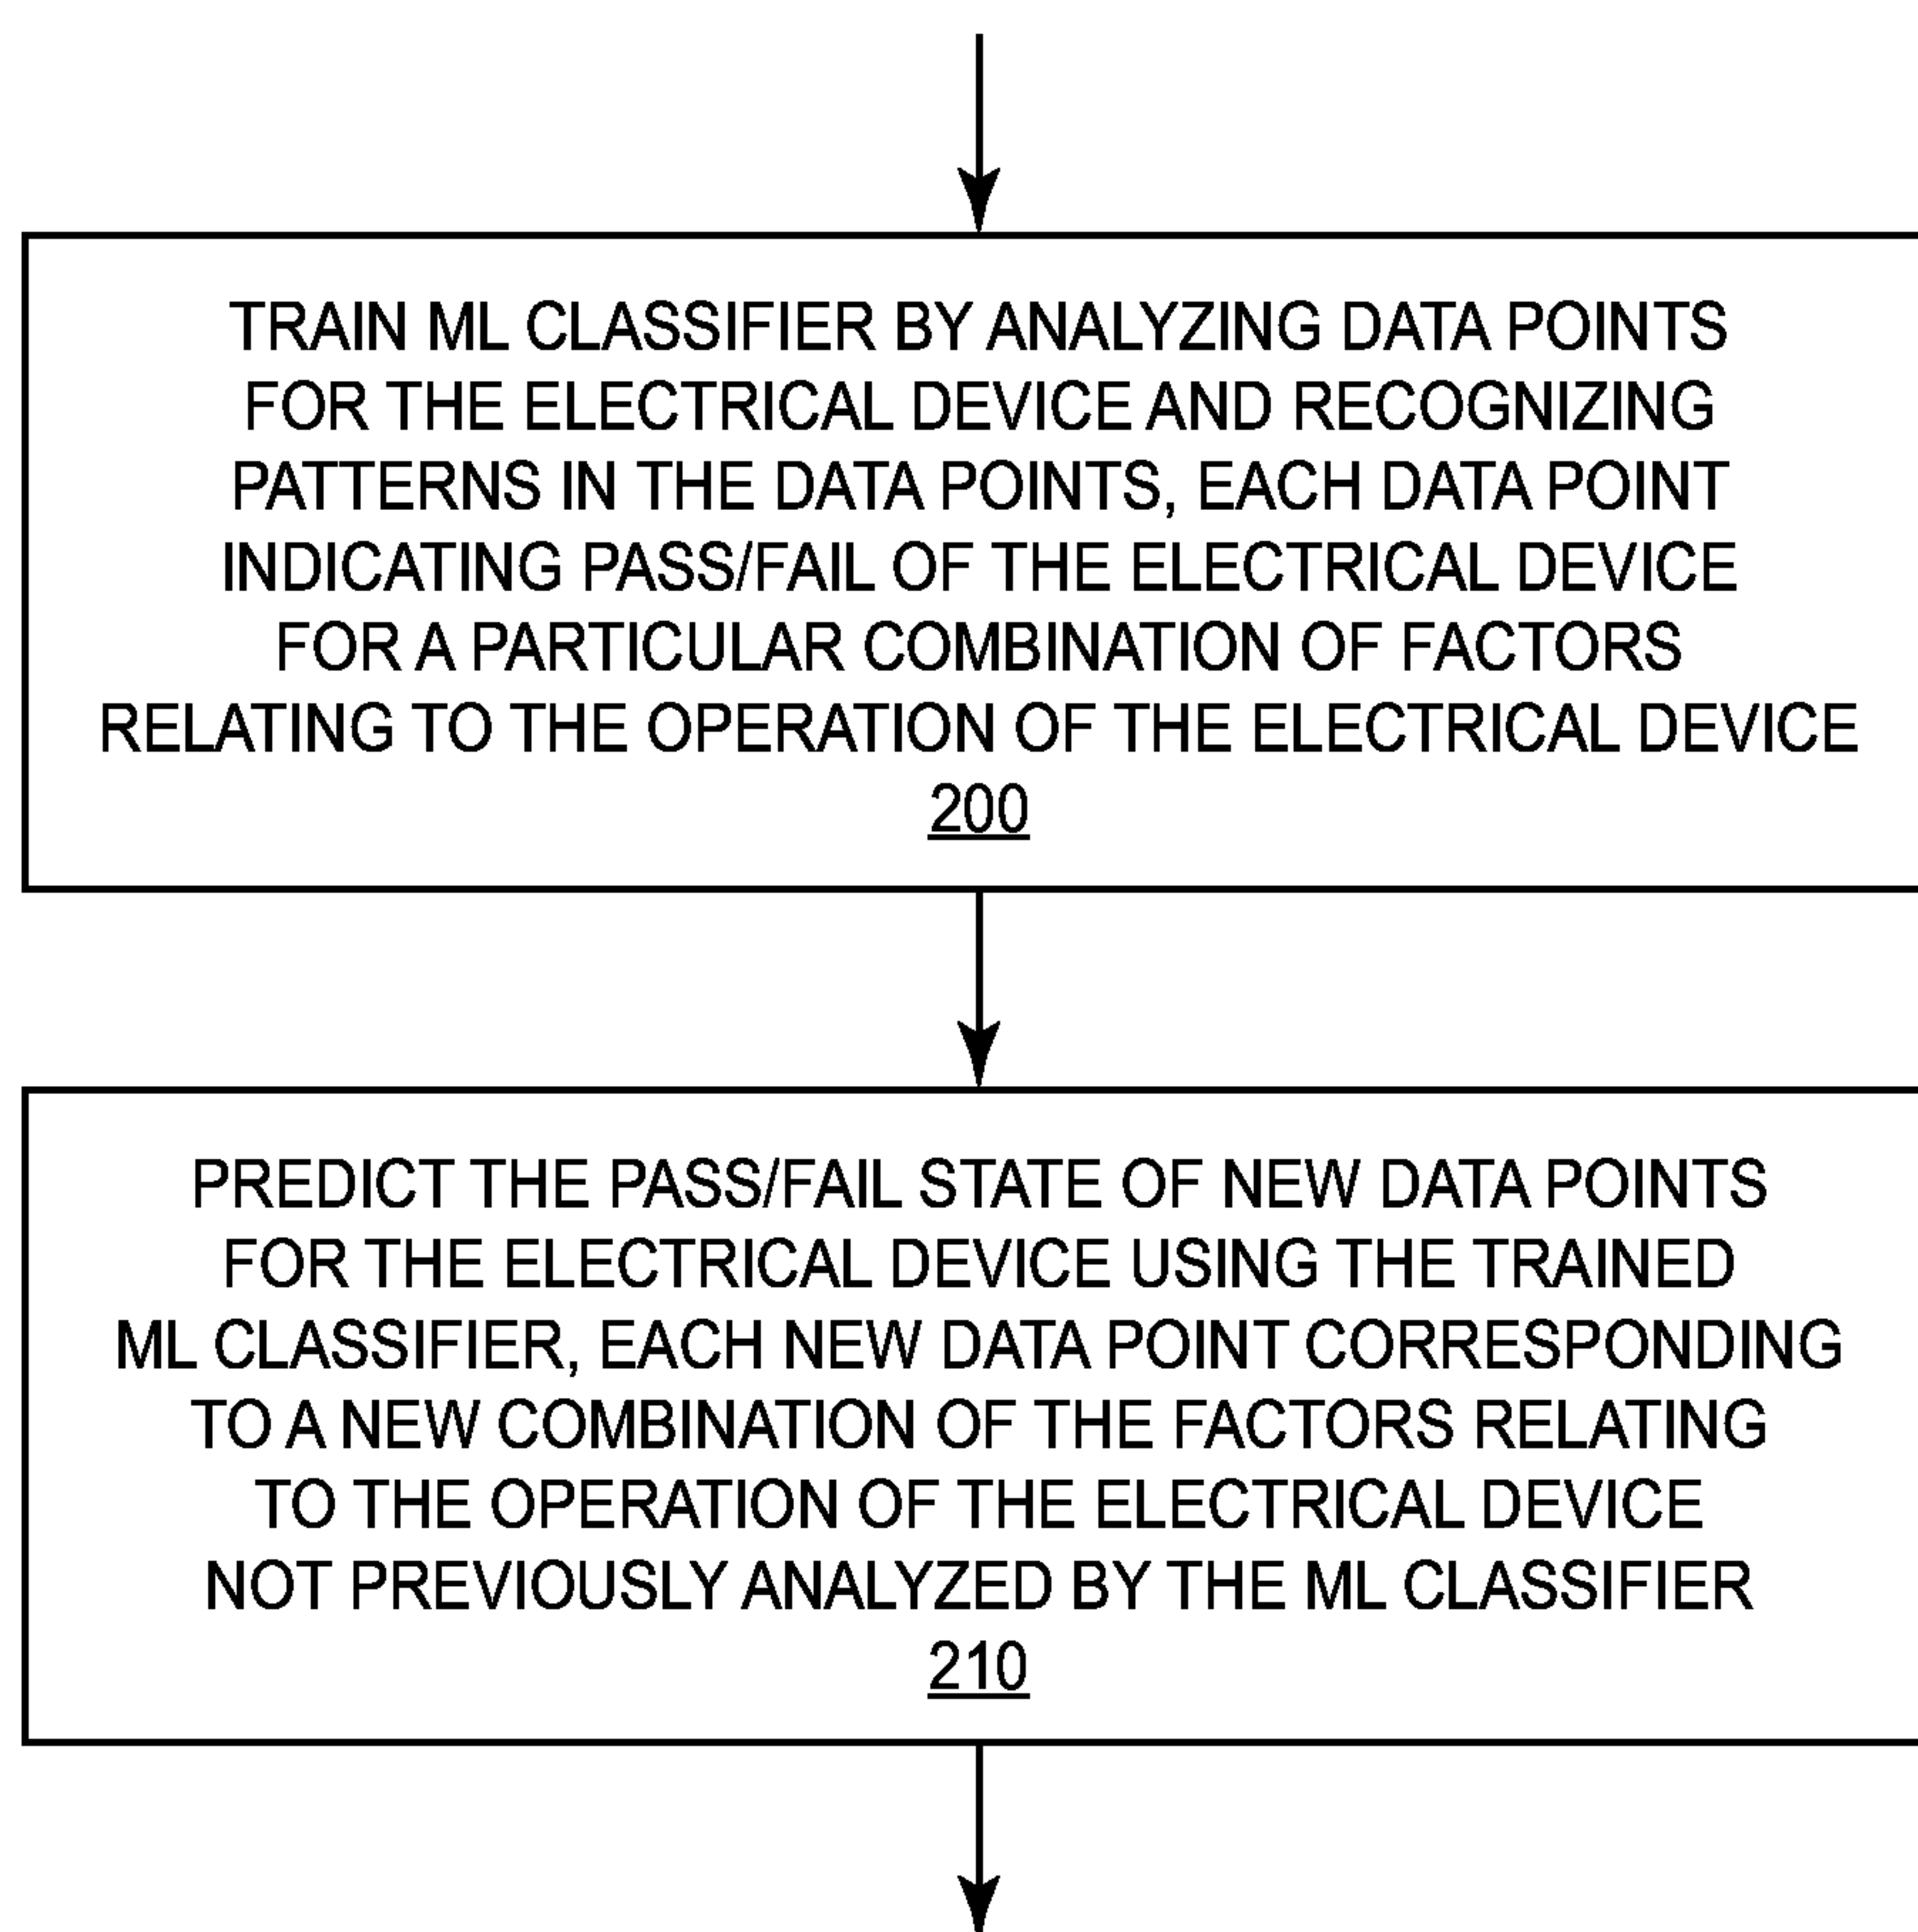 TRAIN ML CLASSIFIER BY ANALYZING DATA POINTS
FOR THE ELECTRICAL DEVICE AND RECOGNIZING
PATTERNS IN THE DATA POINTS, EACH DATA POINT
INDICATING PASS/FAIL OF THE ELECTRICAL DEVICE
FOR A PARTICULAR COMBINATION OF FACTORS
RELATING TO THE OPERATION OF THE ELECTRICAL DEVICE
200
PREDICT THE PASS/FAIL STATE OF NEW DATA POINTS
FOR THE ELECTRICAL DEVICE USING THE TRAINED
ML CLASSIFIER, EACH NEW DATA POINT CORRESPONDING
TO A NEW COMBINATION OF THE FACTORS RELATING
TO THE OPERATION OF THE ELECTRICAL DEVICE
NOT PREVIOUSLY ANALYZED BY THE ML CLASSIFIER
210